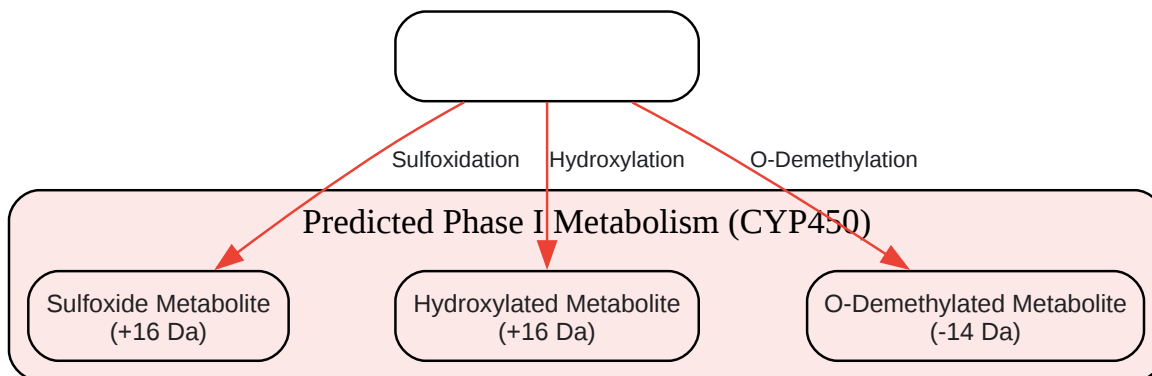 Sulfoxidation
Hydroxylation
O-Demethylation
Predicted Phase I Metabolism (CYP450)
Sulfoxide Metabolite
(+16 Da)
Hydroxylated Metabolite
(+16 Da)
O-Demethylated Metabolite
(-14 Da)